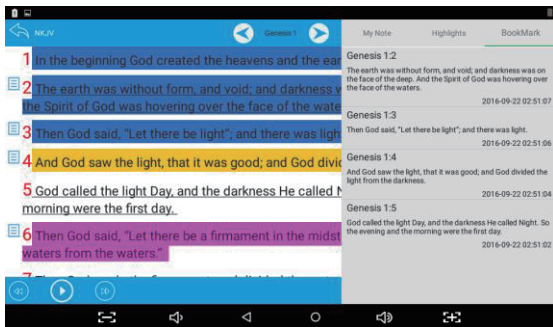 NKJV
Genesis 1
1 In the beginning God created the heavens and the ear
2 The earth was without form, and void; and darkness w
the Spirit of God was hovering over the face of the wate
3 Then God said, "Let there be light"; and there was ligh
4 And God saw the light, that it was good; and God divid
5 God called the light Day, and the darkness He called N
morning were the first day.
6 Then God said, "Let there be a firmament in the midst
waters from the waters."
My Note
Highlights
BookMark
Genesis 1:2
The earth was without form, and void; and darkness was on
the face of the deep. And the Spirit of God was hovering over
the face of the waters.
2016-09-22 02:51:07
Genesis 1:3
Then God said, "Let there be light"; and there was light.
2016-09-22 02:51:06
Genesis 1:4
And God saw the light, that it was good; and God divided the
light from the darkness.
2016-09-22 02:51:04
Genesis 1:5
God called the light Day, and the darkness He called Night. So
the evening and the morning were the first day.
2016-09-22 02:51:02